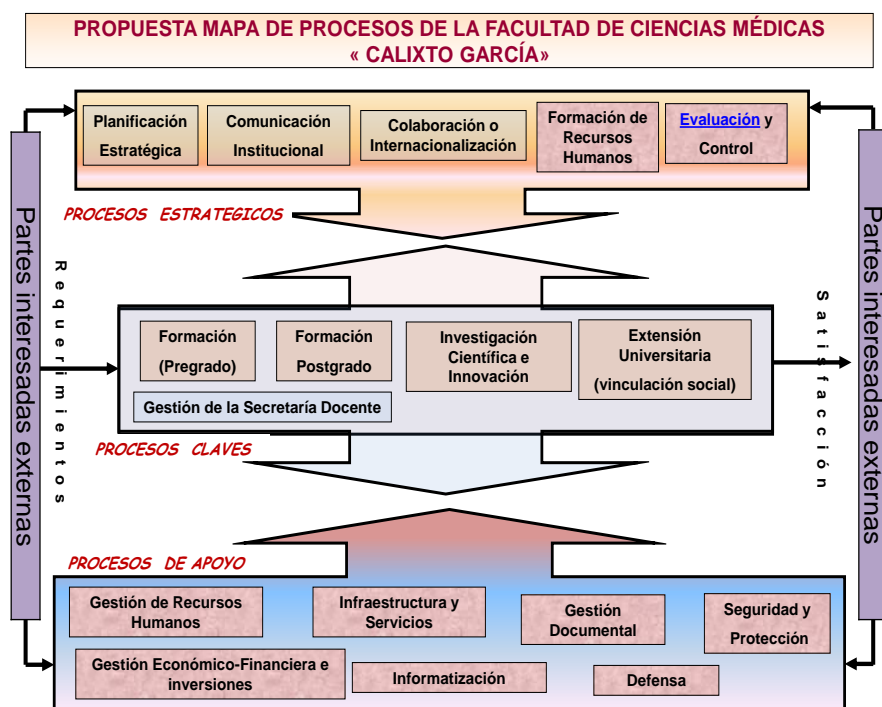 PROPUESTA MAPA DE PROCESOS DE LA FACULTAD DE CIENCIAS MÉDICAS
« CALIXTO GARCÍA»
Planificación
Estratégica
Comunicación
Institucional
Colaboración o
Internacionalización
Formación de
Recursos
Humanos
Evaluación y
Control
PROCESOS ESTRATEGICOS
Partes interesadas externas
Requerimientos
Formación
(Pregrado)
Formación
Postgrado
Investigación
Científica e
Innovación
Extensión
Universitaria
(vinculación social)
Gestión de la Secretaría Docente
Satisfacción
Partes interesadas externas
PROCESOS CLAVES
PROCESOS DE APOYO
Gestión de Recursos
Humanos
Infraestructura y
Servicios
Gestión
Documental
Seguridad y
Protección
Gestión Económico-Financiera e
inversiones
Informatización
Defensa